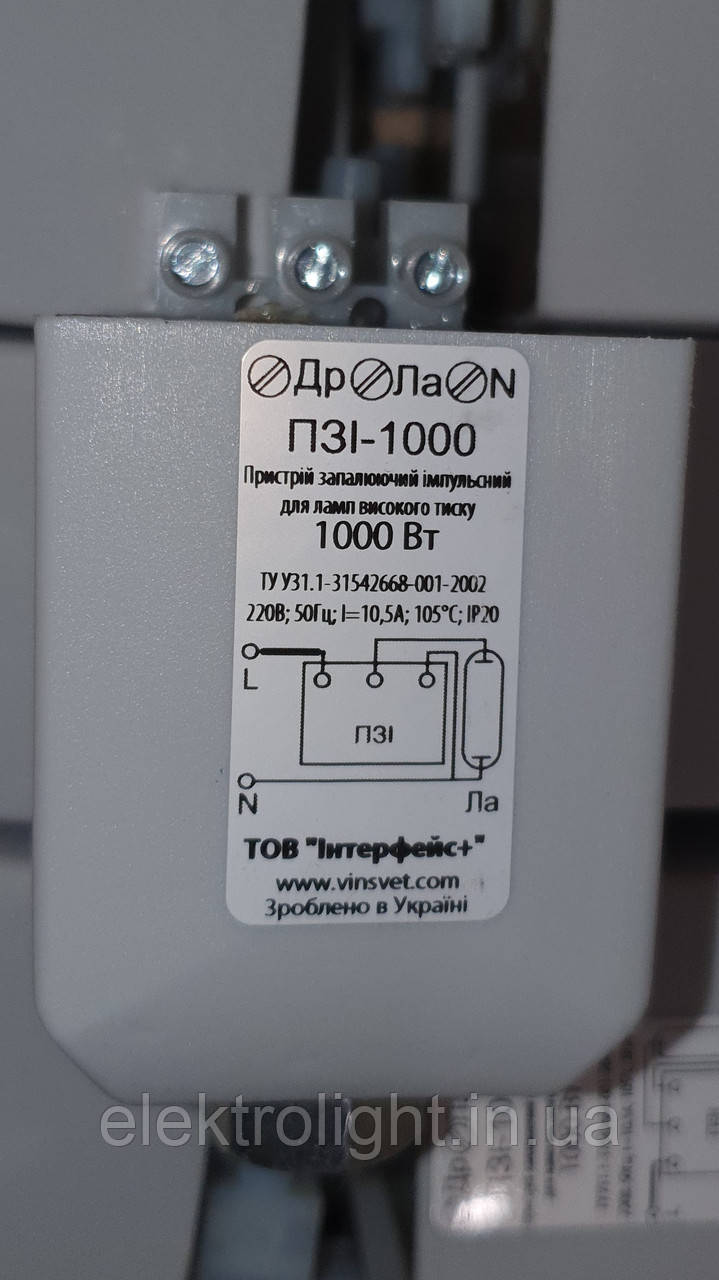 Др Ла N
ПЗІ-1000
Пристрій запалюючий імпульсний
для ламп високого тиску
1000 Вт
ТУ У31.1-31542668-001-2002
220В; 50Гц; І=10,5А; 105°С; IP20
L
ПЗІ
N
Ла
ТОВ "Інтерфейс+"
www.vinsvet.com
Зроблено в Україні
elektrolight.in.ua